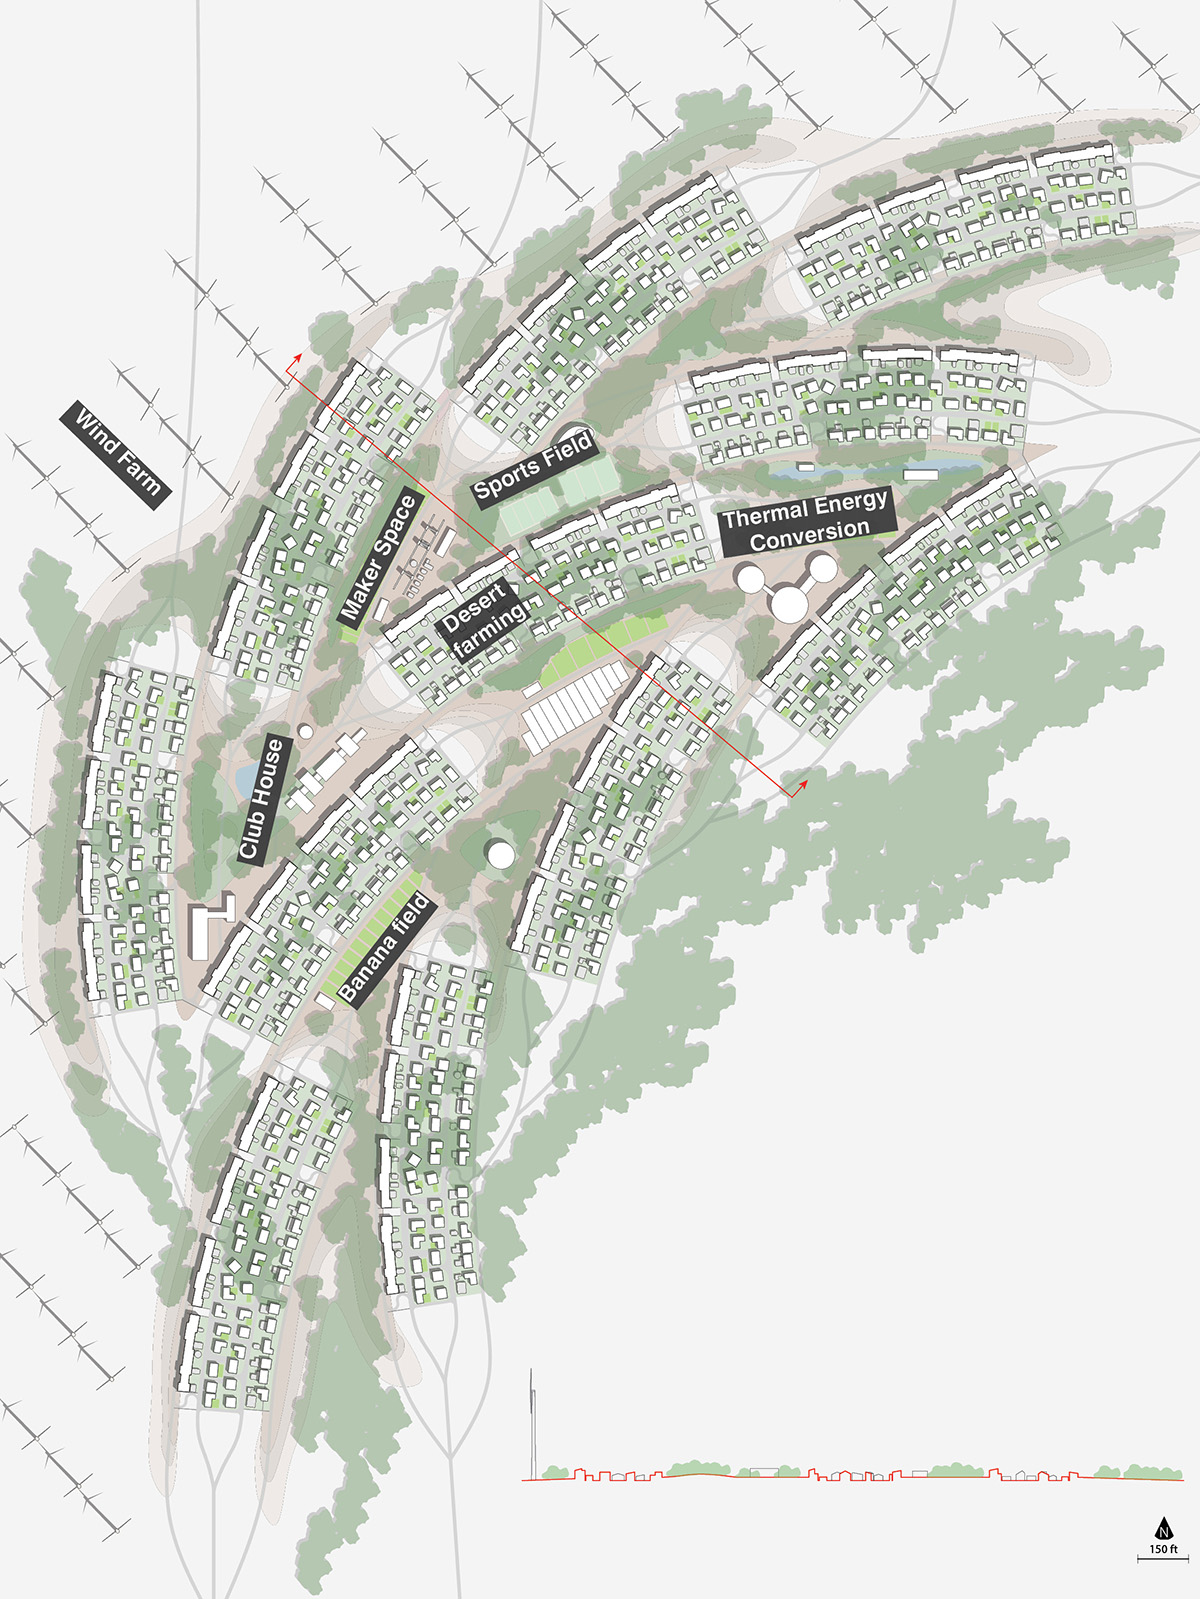 Wind Farm
Sports Field
Maker Space
Thermal Energy
Conversion
Desert
farming
Club House
Banana field
N
150 ft